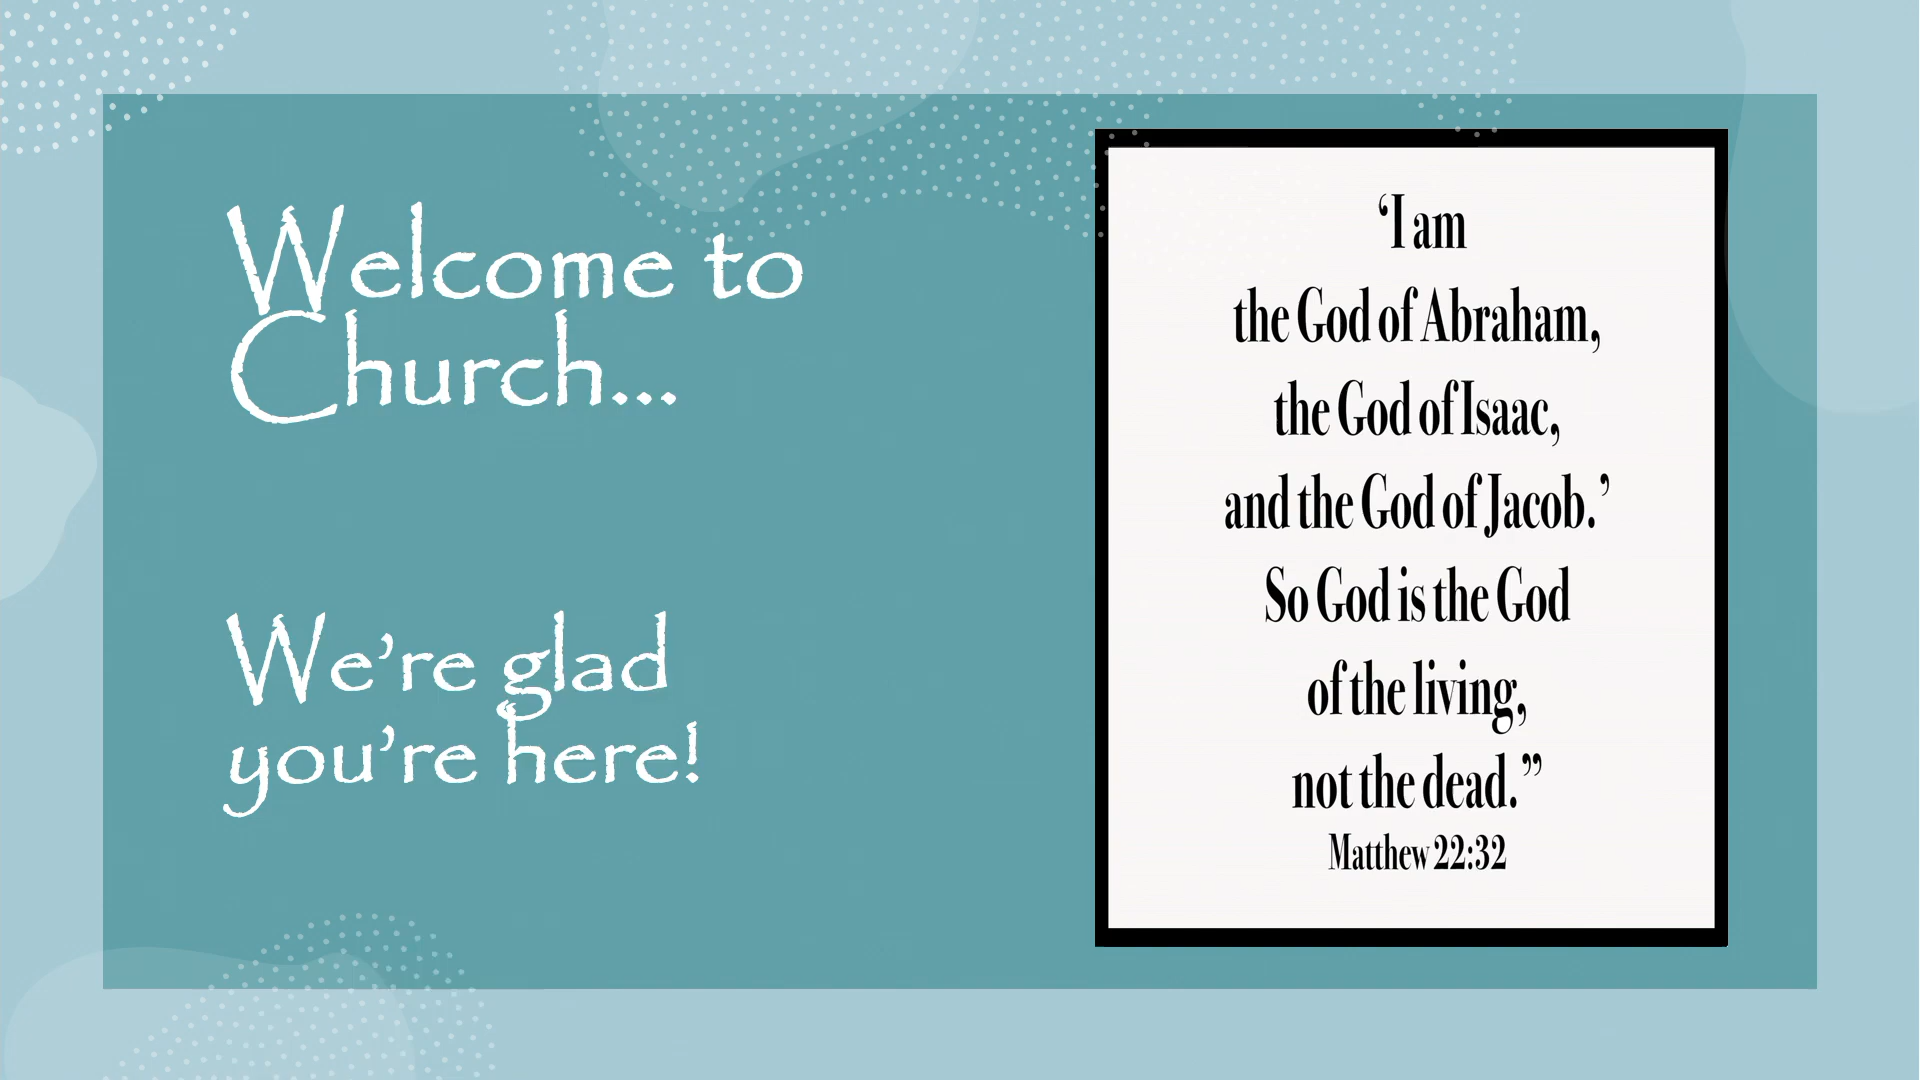 Welcome to
Church...
We’re glad
you’re here!
‘I am
the God of Abraham,
the God of Isaac,
and the God of Jacob.’
So God is the God
of the living,
not the dead.”
Matthew 22:32